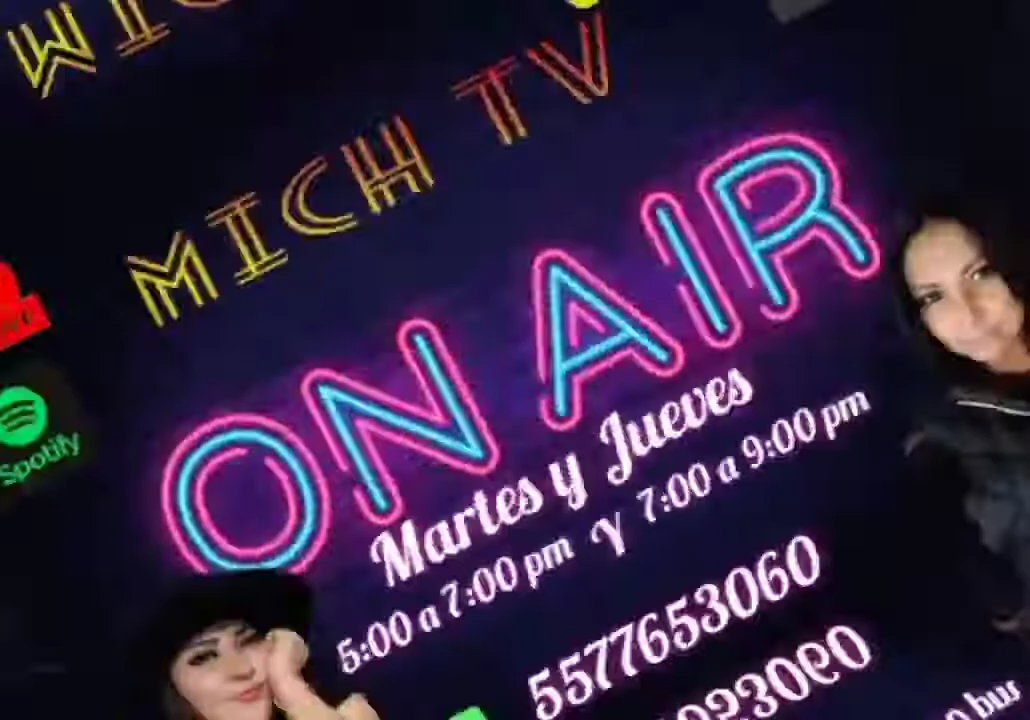 MICH TV
ON AIR
Spotify
Martes y Jueves
5:00 a 7:00 pm Y 7:00 a 9:00 pm
5577653060